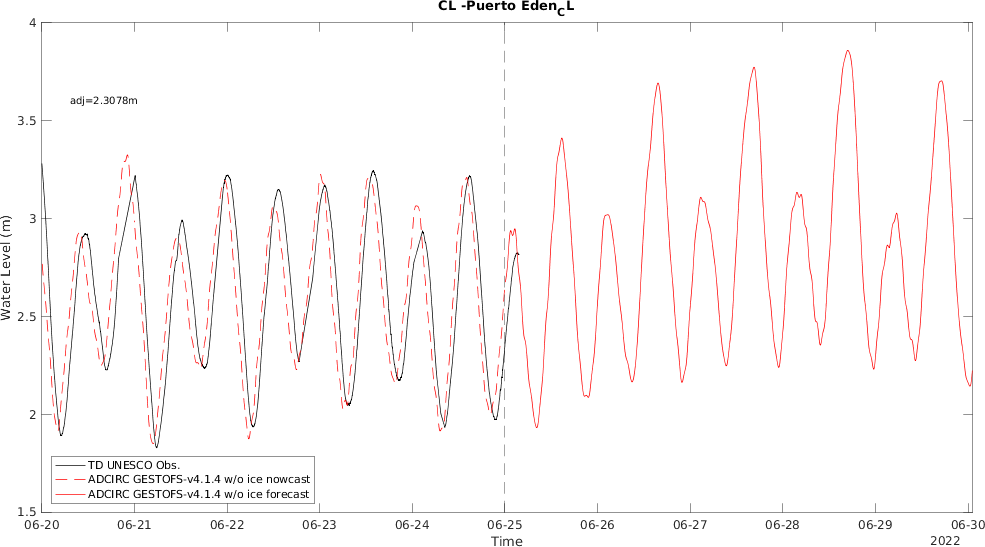 CL -Puerto Eden_CL
adj=2.3078m
4
3.5
3
2.5
2
1.5
Water Level (m)
TD UNESCO Obs.
ADCIRC GESTOFS-v4.1.4 w/o ice nowcast
ADCIRC GESTOFS-v4.1.4 w/o ice forecast
06-20 06-21 06-22 06-23 06-24 06-25 06-26 06-27 06-28 06-29 06-30
Time
2022